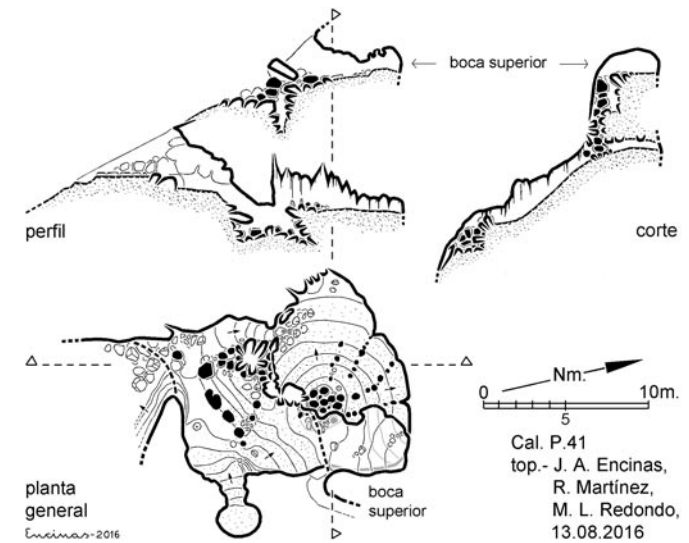 boca superior
perfil
corte
Nm.
0
10m.
5
Cal. P.41
top.- J. A. Encinas,
R. Martínez,
M. L. Redondo,
13.08.2016
planta
general
boca
superior
Encinas-2016